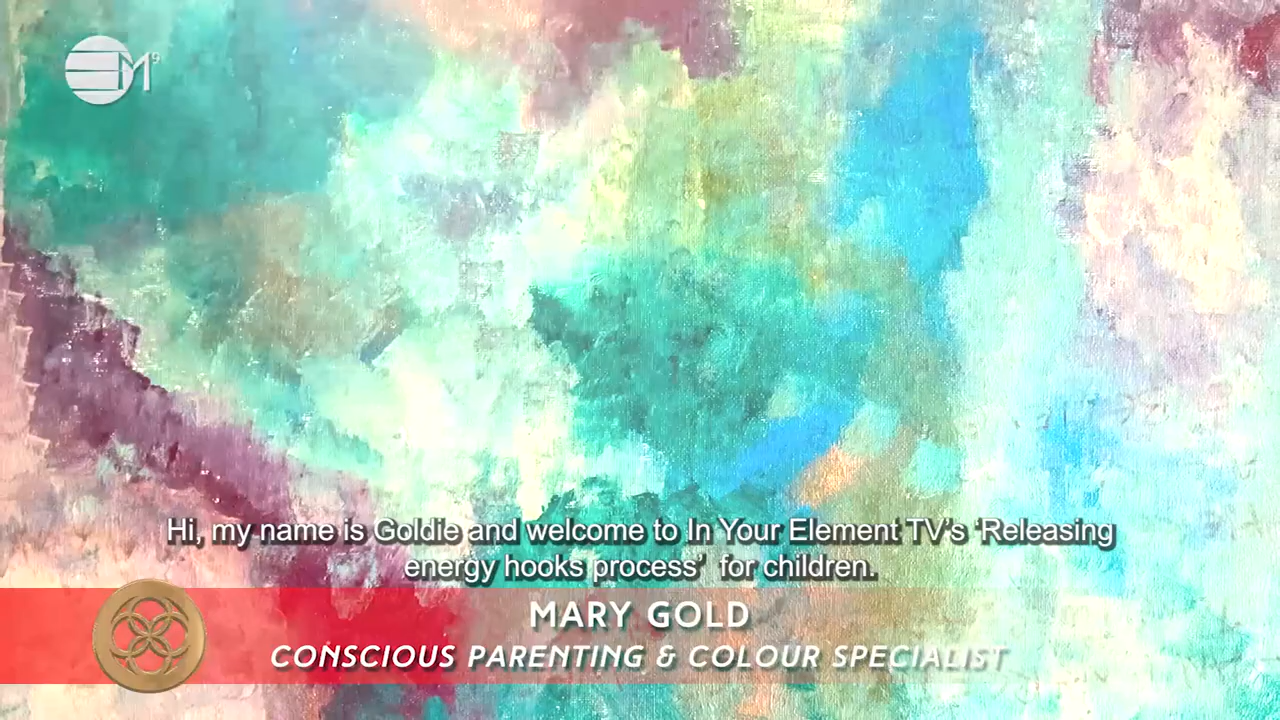 EM⁹
Hi, my name is Goldie and welcome to In Your Element TV's ‘Releasing
energy hooks process’ for children.
MARY GOLD
CONSCIOUS PARENTING & COLOUR SPECIALIST